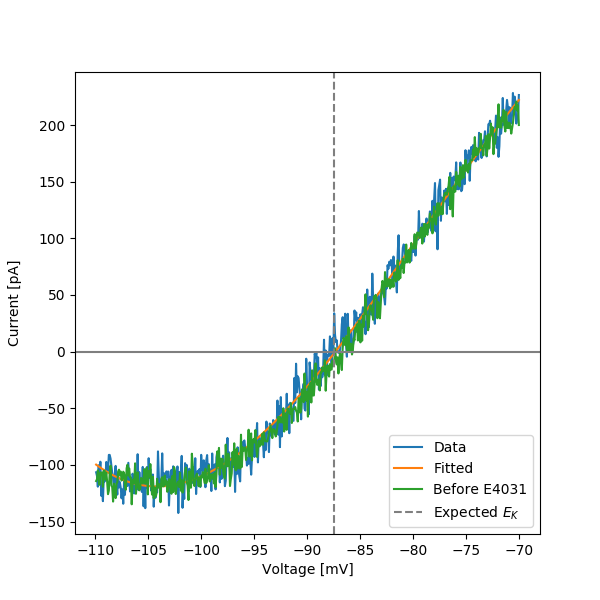 200
150
100
50
0
−50
−100
−150
Current [pA]
Data
Fitted
Before E4031
Expected E_K
−110 −105 −100 −95 −90 −85 −80 −75 −70
Voltage [mV]